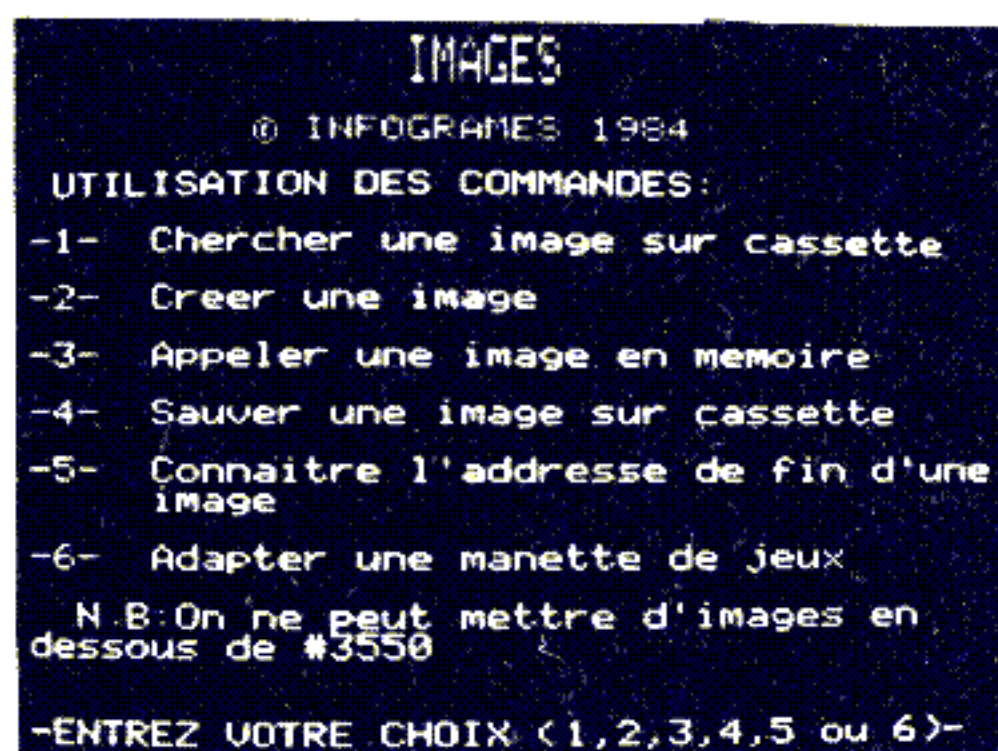 IMAGES
© INFOGRAMES 1984
UTILISATION DES COMMANDES:
-1- Chercher une image sur cassette
-2- Creer une image
-3- Appeler une image en memoire
-4- Sauver une image sur cassette
-5- Connaitre l'addresse de fin d'une
image
-6- Adapter une manette de jeux
N.B:On ne peut mettre d'images en
dessous de #3550
-ENTREZ VOTRE CHOIX (1,2,3,4,5 ou 6)-